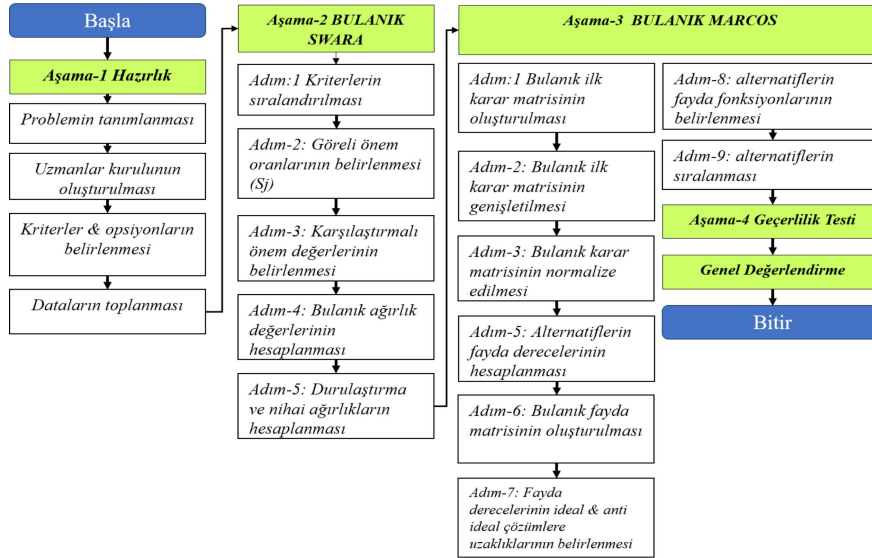 Başla
Aşama-1 Hazırlık
Problemin tanımlanması
Uzmanlar kurulunun
oluşturulması
Kriterler & opsiyonların
belirlenmesi
Dataların toplanması
Aşama-2 BULANIK
SWARA
Adım:1 Kriterlerin
sıralandırılması
Adım-2: Göreli önem
oranlarının belirlenmesi
(Sj)
Adım-3: Karşılaştırmalı
önem değerlerinin
belirlenmesi
Adım-4: Bulanık ağırlık
değerlerinin
hesaplanması
Adım-5: Durulaştırma
ve nihai ağırlıkların
hesaplanması
Aşama-3 BULANIK MARCOS
Adım:1 Bulanık ilk
karar matrisinin
oluşturulması
Adım-2: Bulanık ilk
karar matrisinin
genişletilmesi
Adım-3: Bulanık karar
matrisinin normalize
edilmesi
Adım-5: Alternatiflerin
fayda derecelerinin
hesaplanması
Adım-6: Bulanık fayda
matrisinin oluşturulması
Adım-7: Fayda
derecelerinin ideal & anti
ideal çözümlere
uzaklıklarının belirlenmesi
Adım-8: alternatiflerin
fayda fonksiyonlarının
belirlenmesi
Adım-9: alternatiflerin
sıralanması
Aşama-4 Geçerlilik Testi
Genel Değerlendirme
Bitir